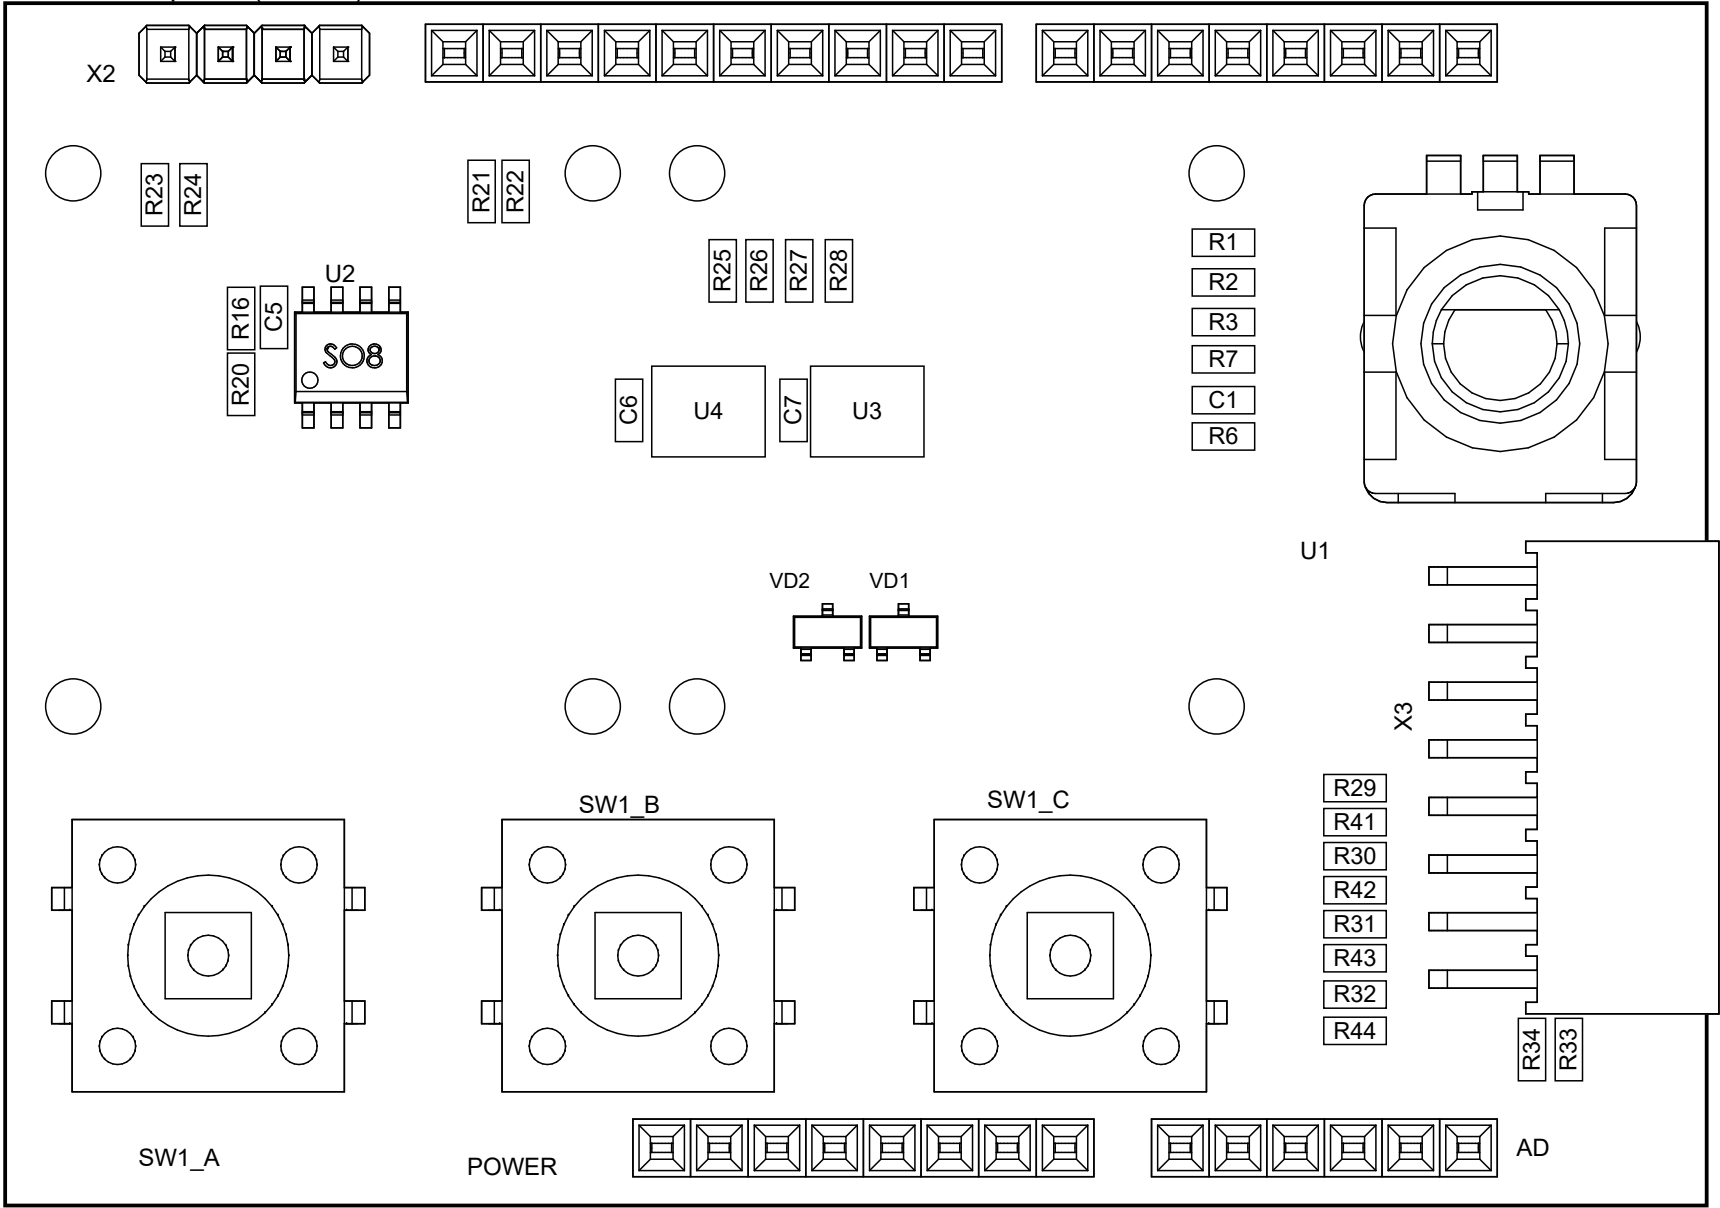 X2
R23
R24
R21
R22
R25
R26
R27
R28
R1
R2
R3
R7
C1
R6
U2
R16
C5
R20
SO8
C6
U4
C7
U3
U1
VD2
VD1
X3
R29
R41
R30
R42
R31
R43
R32
R44
R34
R33
SW1_B
SW1_C
SW1_A
POWER
AD